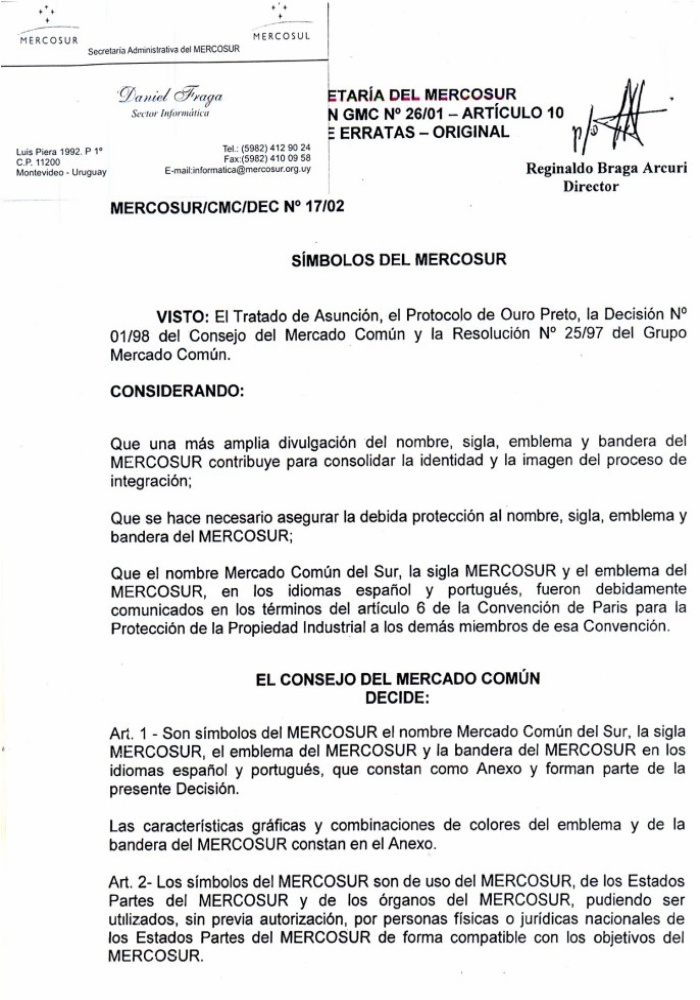 MERCOSUR
MERCOSUL
Secretaría Administrativa del MERCOSUR
Daniel Fraga
Sector Informática
Luis Piera 1992. P 1º
C.P. 11200
Montevideo - Uruguay
Tel.: (5982) 412 90 24
Fax:(5982) 410 09 58
E-mail:informatica@mercosur.org.uy
ETARÍA DEL MERCOSUR
N GMC Nº 26/01 – ARTÍCULO 10
E ERRATAS – ORIGINAL
p/o
Reginaldo Braga Arcuri
Director
MERCOSUR/CMC/DEC Nº 17/02
SÍMBOLOS DEL MERCOSUR
VISTO: El Tratado de Asunción, el Protocolo de Ouro Preto, la Decisión Nº
01/98 del Consejo del Mercado Común y la Resolución Nº 25/97 del Grupo
Mercado Común.
CONSIDERANDO:
Que una más amplia divulgación del nombre, sigla, emblema y bandera del
MERCOSUR contribuye para consolidar la identidad y la imagen del proceso de
integración;
Que se hace necesario asegurar la debida protección al nombre, sigla, emblema y
bandera del MERCOSUR;
Que el nombre Mercado Común del Sur, la sigla MERCOSUR y el emblema del
MERCOSUR, en los idiomas español y portugués, fueron debidamente
comunicados en los términos del artículo 6 de la Convención de Paris para la
Protección de la Propiedad Industrial a los demás miembros de esa Convención.
EL CONSEJO DEL MERCADO COMÚN
DECIDE:
Art. 1 - Son símbolos del MERCOSUR el nombre Mercado Común del Sur, la sigla
MERCOSUR, el emblema del MERCOSUR y la bandera del MERCOSUR en los
idiomas español y portugués, que constan como Anexo y forman parte de la
presente Decisión.
Las características gráficas y combinaciones de colores del emblema y de la
bandera del MERCOSUR constan en el Anexo.
Art. 2- Los símbolos del MERCOSUR son de uso del MERCOSUR, de los Estados
Partes del MERCOSUR y de los órganos del MERCOSUR, pudiendo ser
utilizados, sin previa autorización, por personas físicas o jurídicas nacionales de
los Estados Partes del MERCOSUR de forma compatible con los objetivos del
MERCOSUR.